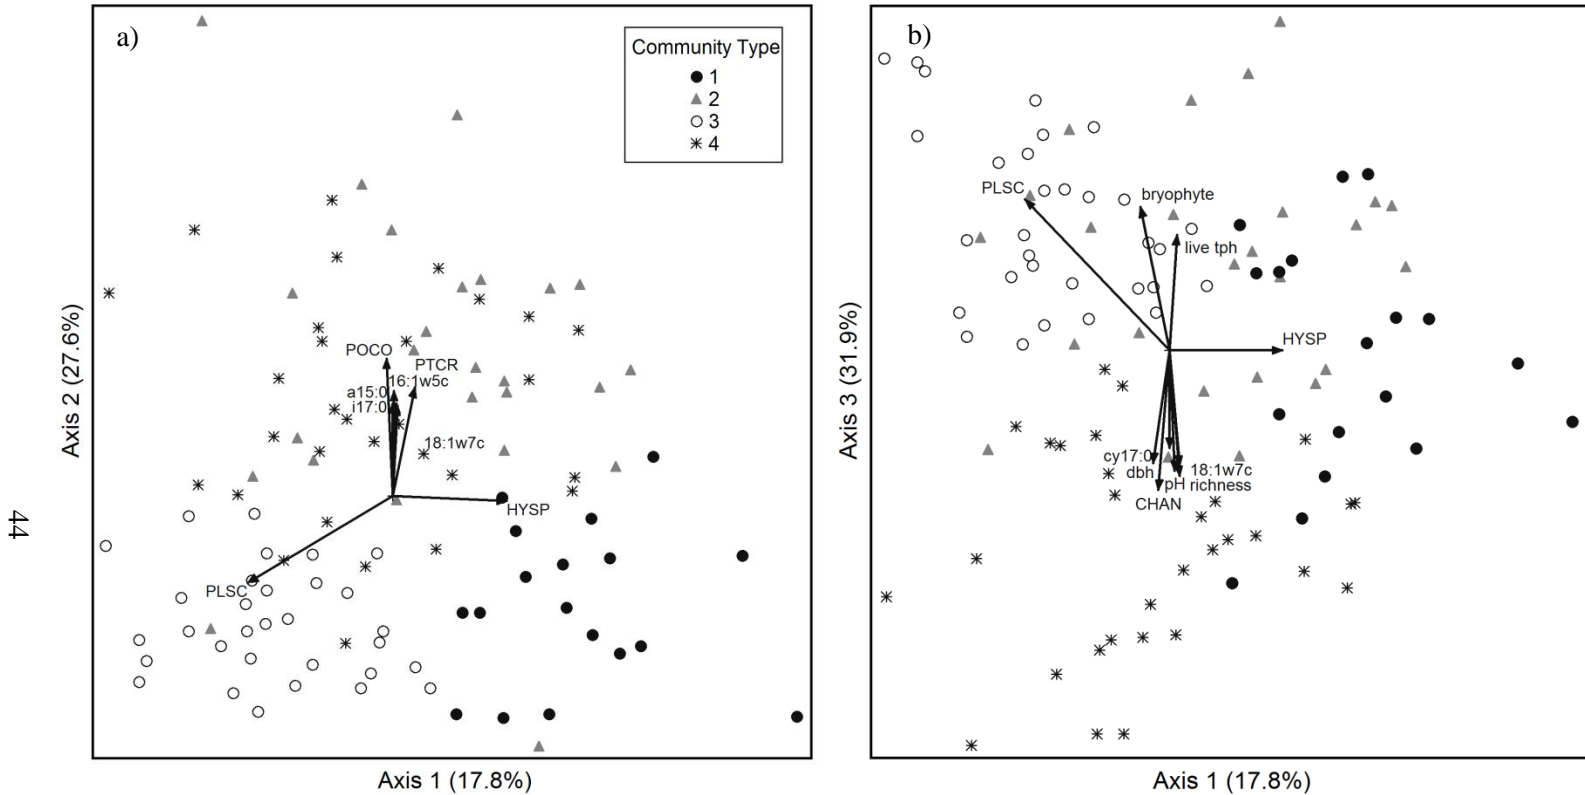 a)
Community Type
1
2
3
4
POCO
PTCR
16:1w5c
a15:0
i17:0
18:1w7c
HYSP
PLSC
Axis 2 (27.6%)
Axis 1 (17.8%)
b)
PLSC
bryophyte
live tph
HYSP
cy17:0
18:1w7c
dbh
pH richness
CHAN
Axis 3 (31.9%)
Axis 1 (17.8%)
44